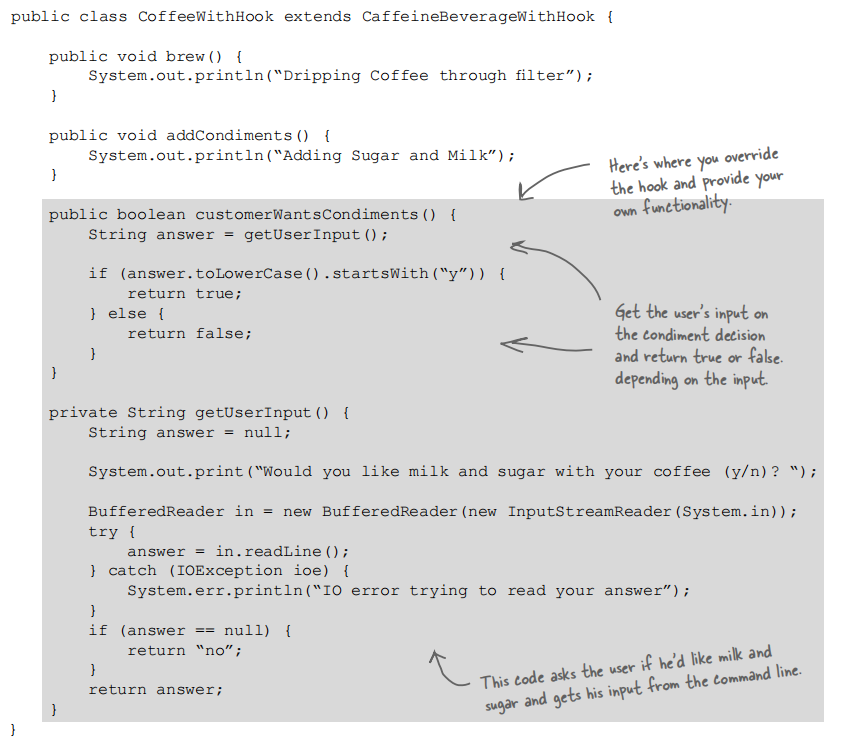 public class CoffeeWithHook extends CaffeineBeverageWithHook {
public void brew() {
System.out.println(“Dripping Coffee through filter”);
}
public void addCondiments() {
System.out.println(“Adding Sugar and Milk”);
}
Here's where you override
the hook and provide your
own functionality.
public boolean customerWantsCondiments() {
String answer = getUserInput();
if (answer.toLowerCase().startsWith(“y”)) {
return true;
} else {
return false;
}
}
Get the user's input on
the condiment decision
and return true or false.
depending on the input.
private String getUserInput() {
String answer = null;
System.out.print(“Would you like milk and sugar with your coffee (y/n)? “);
BufferedReader in = new BufferedReader(new InputStreamReader(System.in));
try {
answer = in.readLine();
} catch (IOException ioe) {
System.err.println(“IO error trying to read your answer”);
}
if (answer == null) {
return “no”;
}
return answer;
}
This code asks the user if he'd like milk and
sugar and gets his input from the command line.
}